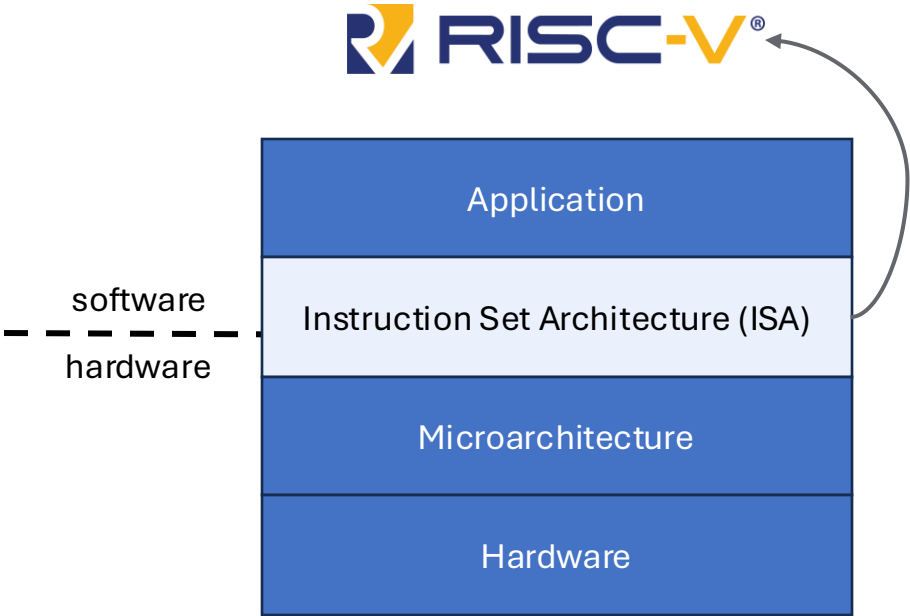 RISC-V®
Application
software
Instruction Set Architecture (ISA)
hardware
Microarchitecture
Hardware